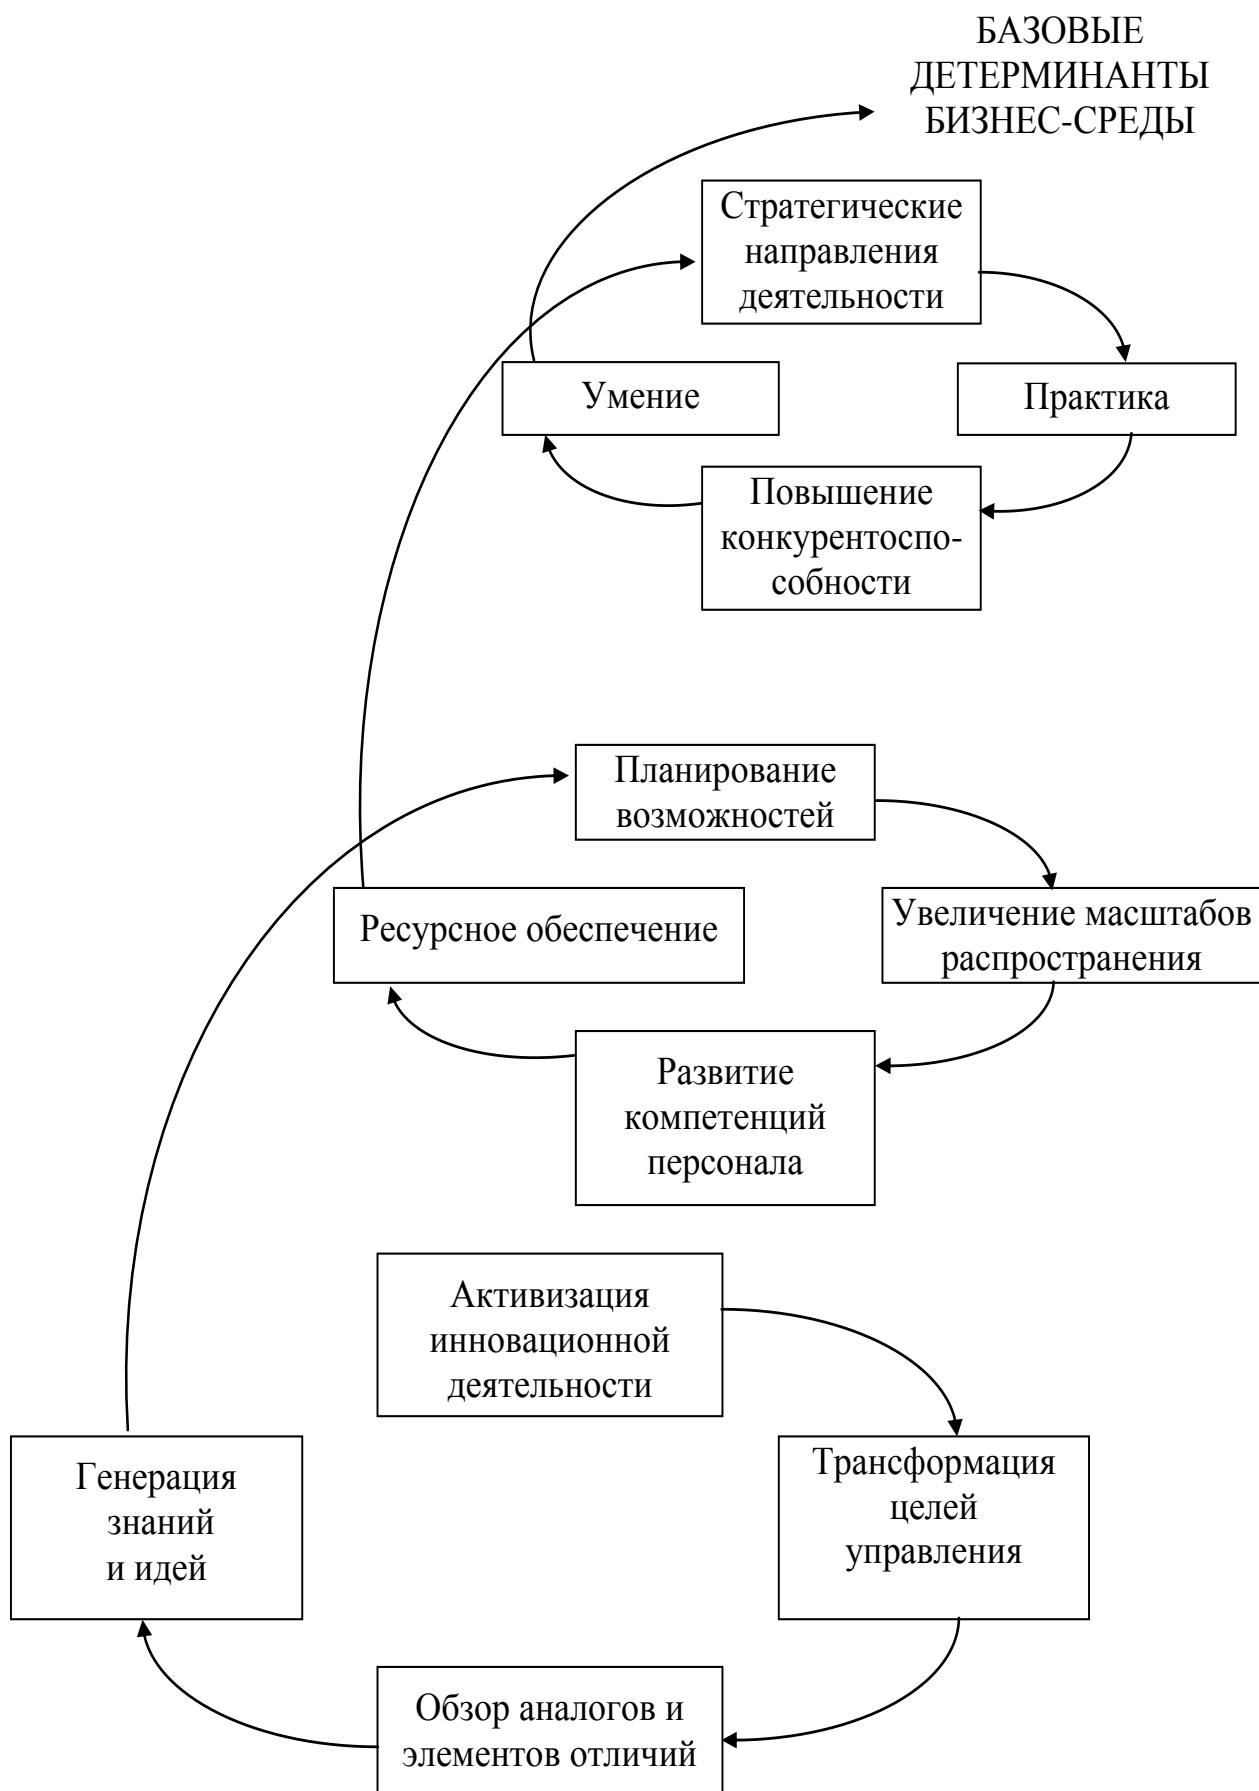 БАЗОВЫЕ
ДЕТЕРМИНАНТЫ
БИЗНЕС-СРЕДЫ
Стратегические
направления
деятельности
Умение
Практика
Повышение
конкурентоспо-
собности
Планирование
возможностей
Ресурсное обеспечение
Увеличение масштабов
распространения
Развитие
компетенций
персонала
Активизация
инновационной
деятельности
Генерация
знаний
и идей
Трансформация
целей
управления
Обзор аналогов и
элементов отличий